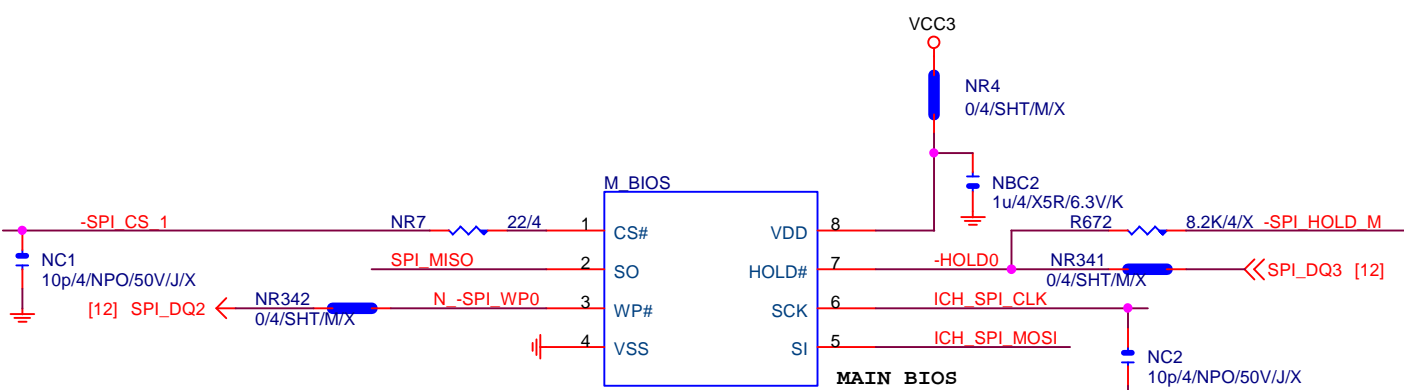 VCC3
NR4
0/4/SHT/M/X
NBC2
1u/4/X5R/6.3V/K
M_BIOS
-SPI_CS_1
NR7
22/4
1
CS#
VDD
8
R672
8.2K/4/X
-SPI_HOLD_M
NC1
10p/4/NPO/50V/J/X
SPI_MISO
2
SO
HOLD#
7
-HOLD0
NR341
0/4/SHT/M/X
SPI_DQ3 [12]
[12] SPI_DQ2
NR342
0/4/SHT/M/X
N_-SPI_WP0
3
WP#
SCK
6
ICH_SPI_CLK
4
VSS
SI
5
ICH_SPI_MOSI
NC2
10p/4/NPO/50V/J/X
MAIN BIOS